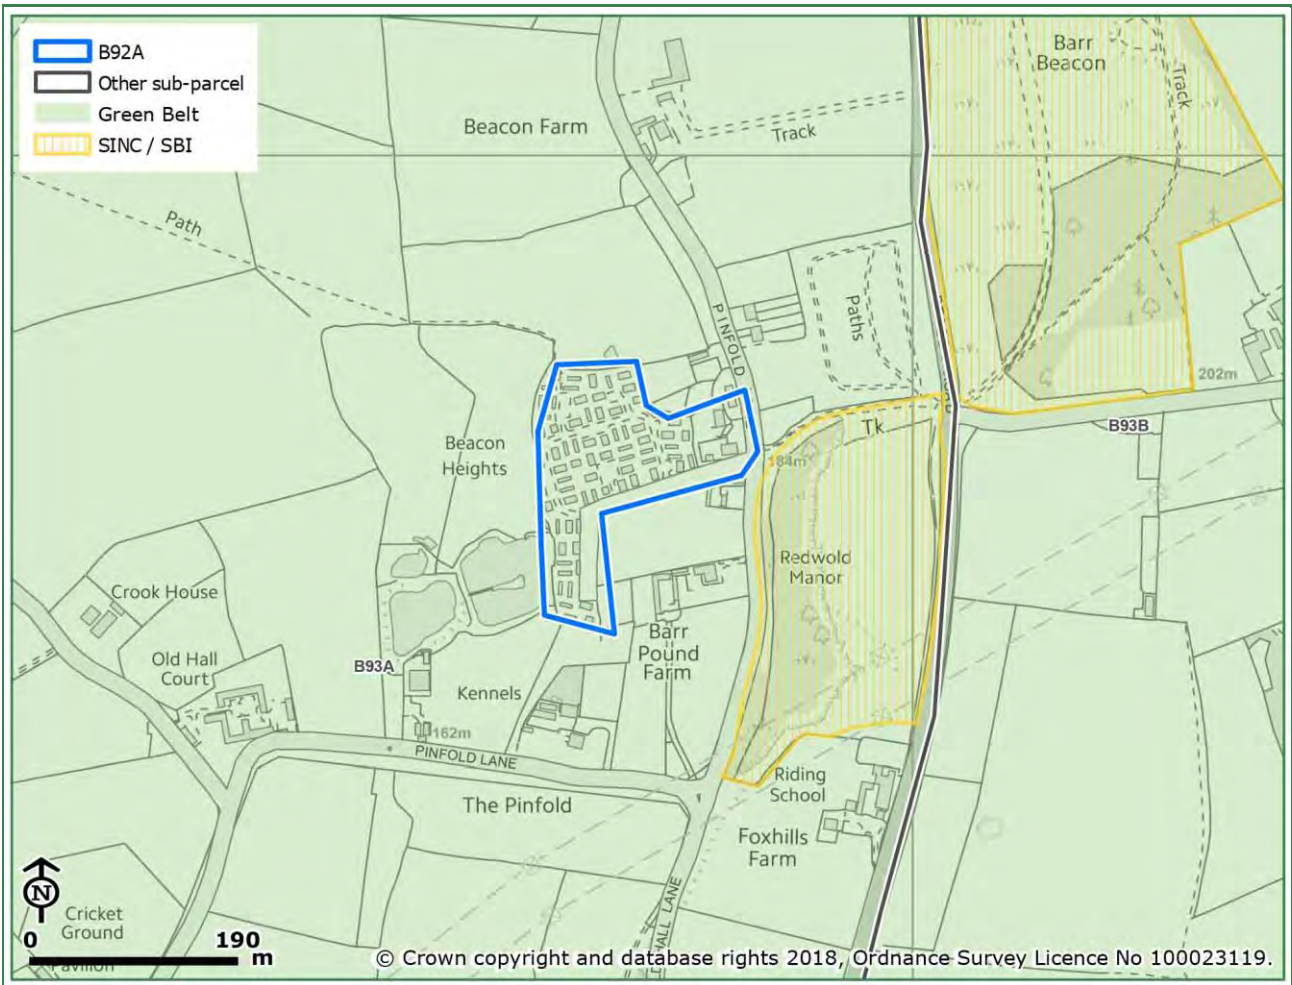 B92A
Other sub-parcel
Green Belt
SINC / SBI
Barr
Beacon
Track
Beacon Farm
Track
Path
PINFOLD
Paths
202m
B93B
Tk
Beacon
Heights
184m
Redwold
Manor
Crook House
Barr
Pound
Farm
Old Hall
Court
B93A
Kennels
162m
PINFOLD LANE
Riding
School
The Pinfold
Foxhills
Farm
N
Cricket
Ground
Pavilion
HALL LANE
0 190
m
© Crown copyright and database rights 2018, Ordnance Survey Licence No 100023119.